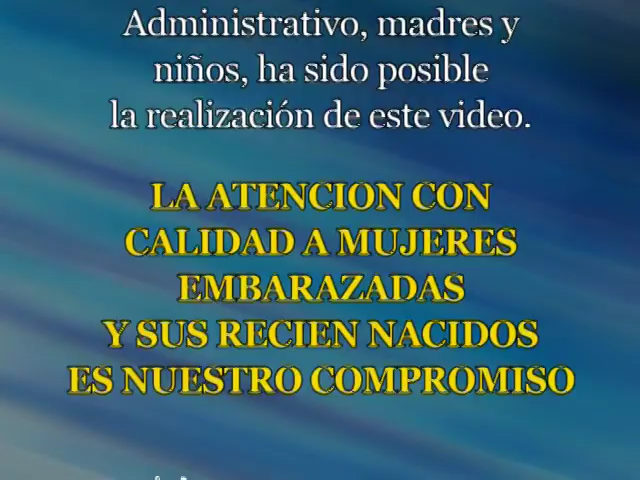 Administrativo, madres y
niños, ha sido posible
la realización de este video.
LA ATENCION CON
CALIDAD A MUJERES
EMBARAZADAS
Y SUS RECIEN NACIDOS
ES NUESTRO COMPROMISO